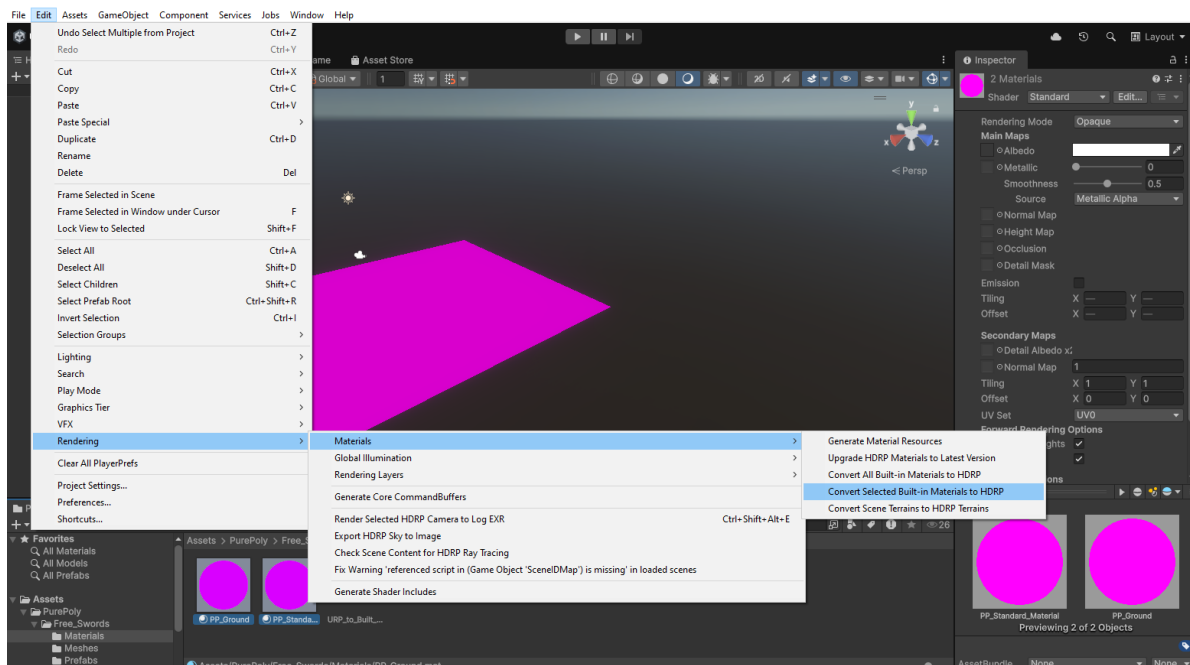 File Edit Assets GameObject Component Services Jobs Window Help
Undo Select Multiple from Project Ctrl+Z
Redo Ctrl+Y
Cut Ctrl+X
Copy Ctrl+C
Paste Ctrl+V
Paste Special
Duplicate Ctrl+D
Rename
Delete Del
Frame Selected in Scene
Frame Selected in Window under Cursor F
Lock View to Selected Shift+F
Select All Ctrl+A
Deselect All Shift+D
Select Children Shift+C
Select Prefab Root Ctrl+Shift+R
Invert Selection Ctrl+I
Selection Groups
Lighting
Search
Play Mode
Graphics Tier
VFX
Rendering
Clear All PlayerPrefs
Project Settings...
Preferences...
Shortcuts...
Materials
Global Illumination
Rendering Layers
Generate Core CommandBuffers
Render Selected HDRP Camera to Log EXR Ctrl+Shift+Alt+E
Export HDRP Sky to Image
Check Scene Content for HDRP Ray Tracing
Fix Warning 'referenced script in (Game Object 'SceneIDMap') is missing' in loaded scenes
Generate Shader Includes
Generate Material Resources
Upgrade HDRP Materials to Latest Version
Convert All Built-in Materials to HDRP
Convert Selected Built-in Materials to HDRP
Convert Scene Terrains to HDRP Terrains
Asset Store
Global 1
y
x z
< Persp
Layout
Inspector
2 Materials
Shader Standard Edit...
Rendering Mode Opaque
Main Maps
Albedo
Metallic 0
Smoothness 0.5
Source Metallic Alpha
Normal Map
Height Map
Occlusion
Detail Mask
Emission
Tiling X — Y —
Offset X — Y —
Secondary Maps
Detail Albedo x2
Normal Map 1
Tiling X 1 Y 1
Offset X 0 Y 0
UV Set UV0
Forward Rendering Options
26
Favorites
All Materials
All Models
All Prefabs
Assets
PurePoly
Free_Swords
Materials
Meshes
Prefabs
Assets > PurePoly > Free_S
PP_Ground PP_Standa... URP_to_Built_...
Assets/PurePoly/Free_Swords/Materials/PP_Ground.mat
PP_Standard_Material PP_Ground
Previewing 2 of 2 Objects
AssetBundle None None